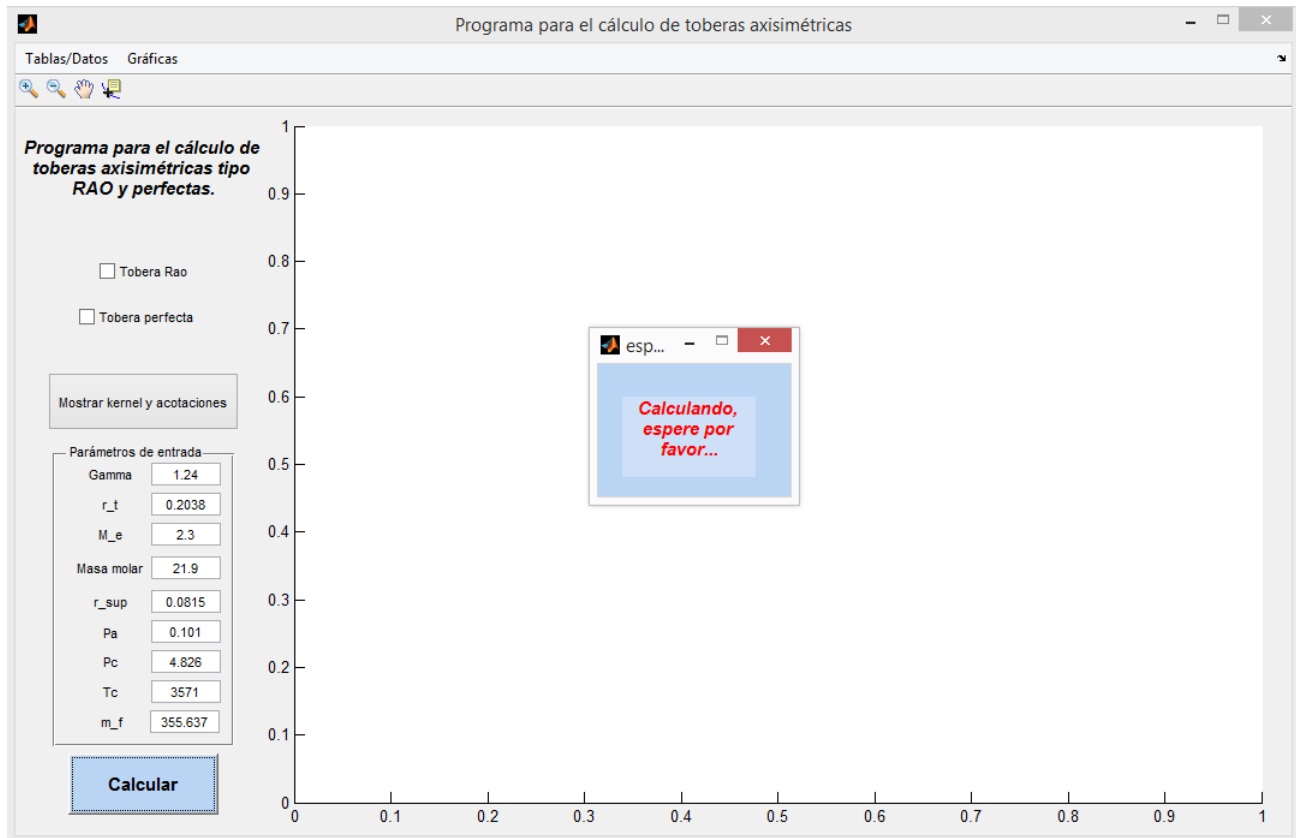 Programa para el cálculo de toberas axisimétricas
Tablas/Datos Gráficas
Programa para el cálculo de
toberas axisimétricas tipo
RAO y perfectas.
Tobera Rao
Tobera perfecta
Mostrar kernel y acotaciones
Parámetros de entrada
Gamma 1.24
r_t 0.2038
M_e 2.3
Masa molar 21.9
r_sup 0.0815
Pa 0.101
Pc 4.826
Tc 3571
m_f 355.637
Calcular
1
0.9
0.8
0.7
0.6
0.5
0.4
0.3
0.2
0.1
0
0 0.1 0.2 0.3 0.4 0.5 0.6 0.7 0.8 0.9 1
esp...
Calculando,
espere por
favor...